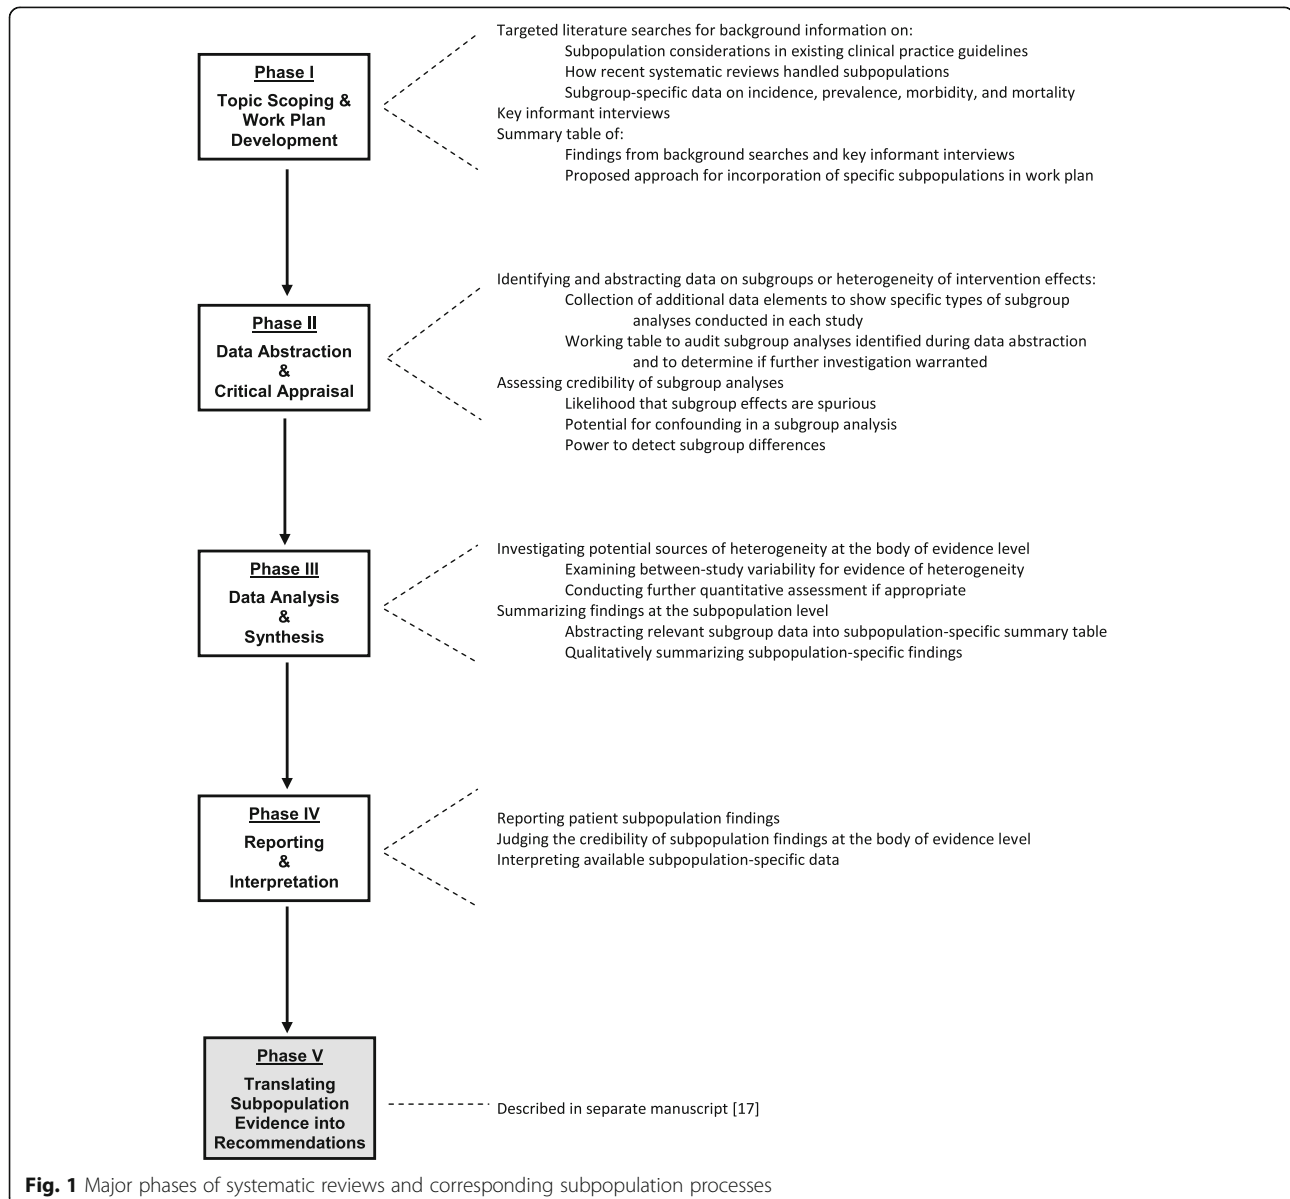 Phase I
Topic Scoping &
Work Plan
Development
Targeted literature searches for background information on:
Subpopulation considerations in existing clinical practice guidelines
How recent systematic reviews handled subpopulations
Subgroup-specific data on incidence, prevalence, morbidity, and mortality
Key informant interviews
Summary table of:
Findings from background searches and key informant interviews
Proposed approach for incorporation of specific subpopulations in work plan
Phase II
Data Abstraction
&
Critical Appraisal
Identifying and abstracting data on subgroups or heterogeneity of intervention effects:
Collection of additional data elements to show specific types of subgroup
analyses conducted in each study
Working table to audit subgroup analyses identified during data abstraction
and to determine if further investigation warranted
Assessing credibility of subgroup analyses
Likelihood that subgroup effects are spurious
Potential for confounding in a subgroup analysis
Power to detect subgroup differences
Phase III
Data Analysis
&
Synthesis
Investigating potential sources of heterogeneity at the body of evidence level
Examining between-study variability for evidence of heterogeneity
Conducting further quantitative assessment if appropriate
Summarizing findings at the subpopulation level
Abstracting relevant subgroup data into subpopulation-specific summary table
Qualitatively summarizing subpopulation-specific findings
Phase IV
Reporting
&
Interpretation
Reporting patient subpopulation findings
Judging the credibility of subpopulation findings at the body of evidence level
Interpreting available subpopulation-specific data
Phase V
Translating
Subpopulation
Evidence into
Recommendations
Described in separate manuscript [17]
Fig. 1 Major phases of systematic reviews and corresponding subpopulation processes